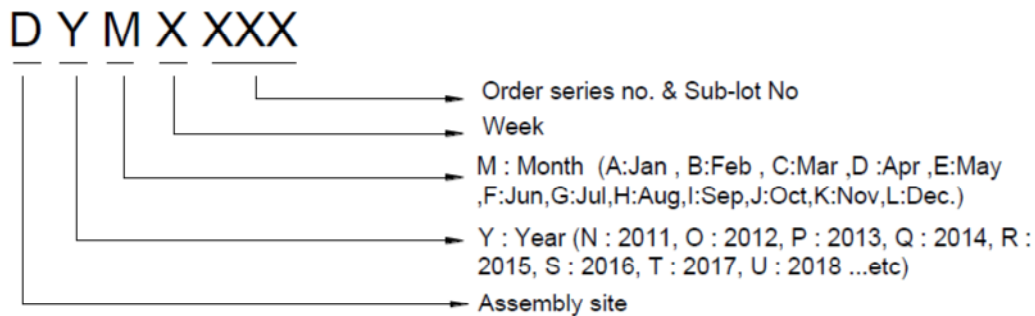 D Y M X XXX
Order series no. & Sub-lot No
Week
M : Month (A:Jan , B:Feb , C:Mar ,D :Apr ,E:May
,F:Jun,G:Jul,H:Aug,I:Sep,J:Oct,K:Nov,L:Dec.)
Y : Year (N : 2011, O : 2012, P : 2013, Q : 2014, R :
2015, S : 2016, T : 2017, U : 2018 ...etc)
Assembly site